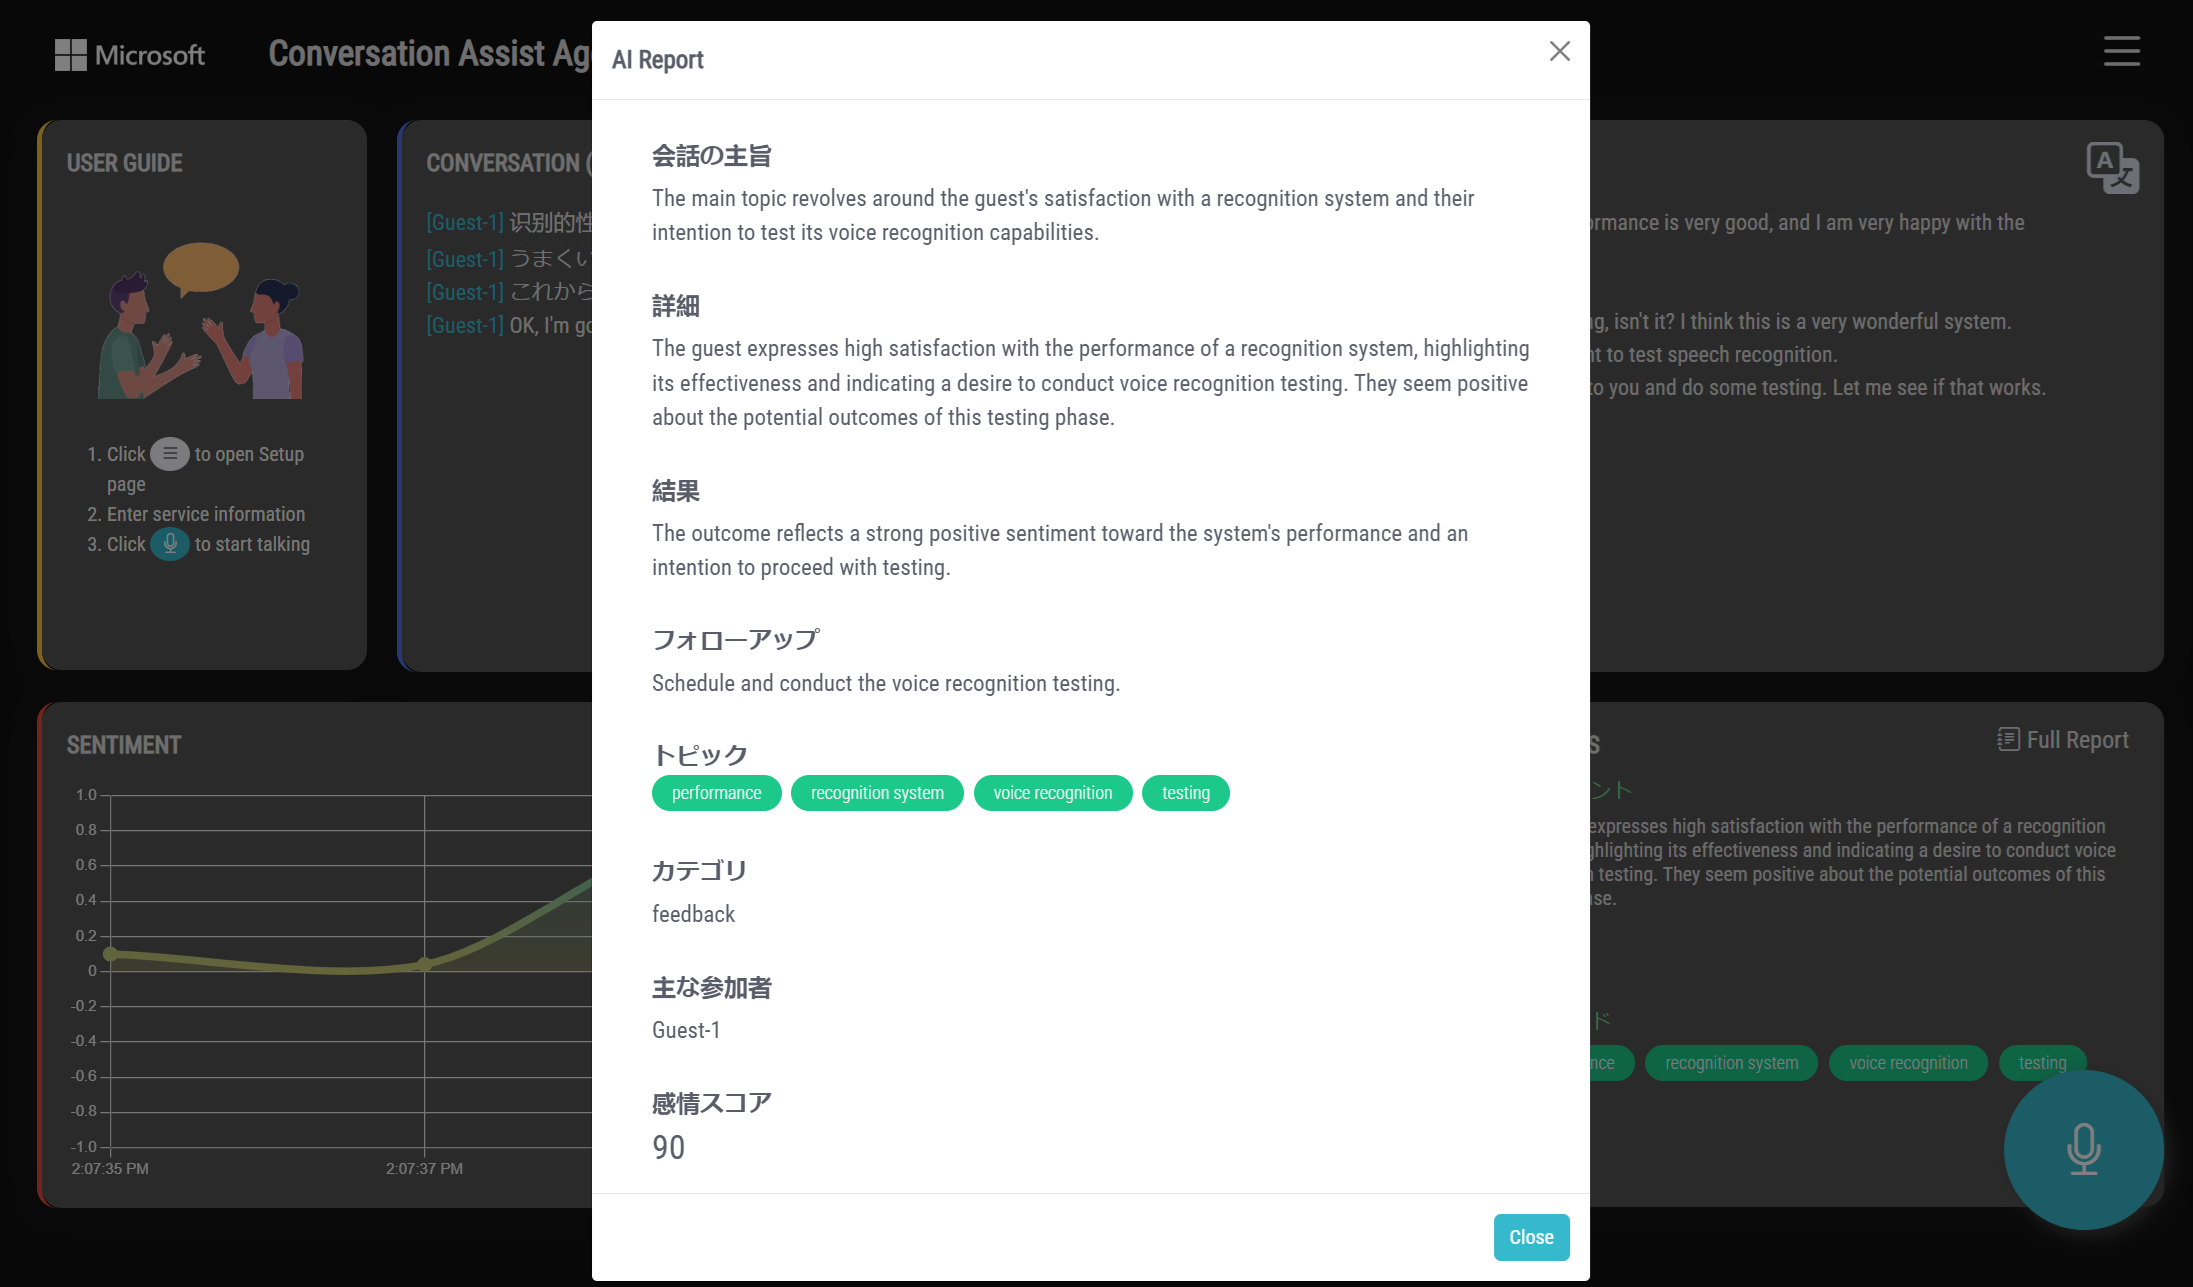 Microsoft
Conversation Assist Ag
USER GUIDE
1. Click to open Setup
page
2. Enter service information
3. Click to start talking
CONVERSATION (
[Guest-1] 识别的性
[Guest-1] うまくい
[Guest-1] これから
[Guest-1] OK, I'm go
AI Report
会話の主旨
The main topic revolves around the guest's satisfaction with a recognition system and their
intention to test its voice recognition capabilities.
詳細
The guest expresses high satisfaction with the performance of a recognition system, highlighting
its effectiveness and indicating a desire to conduct voice recognition testing. They seem positive
about the potential outcomes of this testing phase.
結果
The outcome reflects a strong positive sentiment toward the system's performance and an
intention to proceed with testing.
フォローアップ
Schedule and conduct the voice recognition testing.
トピック
performance recognition system voice recognition testing
カテゴリ
feedback
主な参加者
Guest-1
感情スコア
90
Close
A 文
rmance is very good, and I am very happy with the
ng, isn't it? I think this is a very wonderful system.
nt to test speech recognition.
to you and do some testing. Let me see if that works.
SENTIMENT
1.0
0.8
0.6
0.4
0.2
0
-0.2
-0.4
-0.6
-0.8
-1.0
2:07:35 PM 2:07:37 PM
S
Full Report
ント
expresses high satisfaction with the performance of a recognition
ghlighting its effectiveness and indicating a desire to conduct voice
n testing. They seem positive about the potential outcomes of this
ase.
ド
nce recognition system voice recognition testing